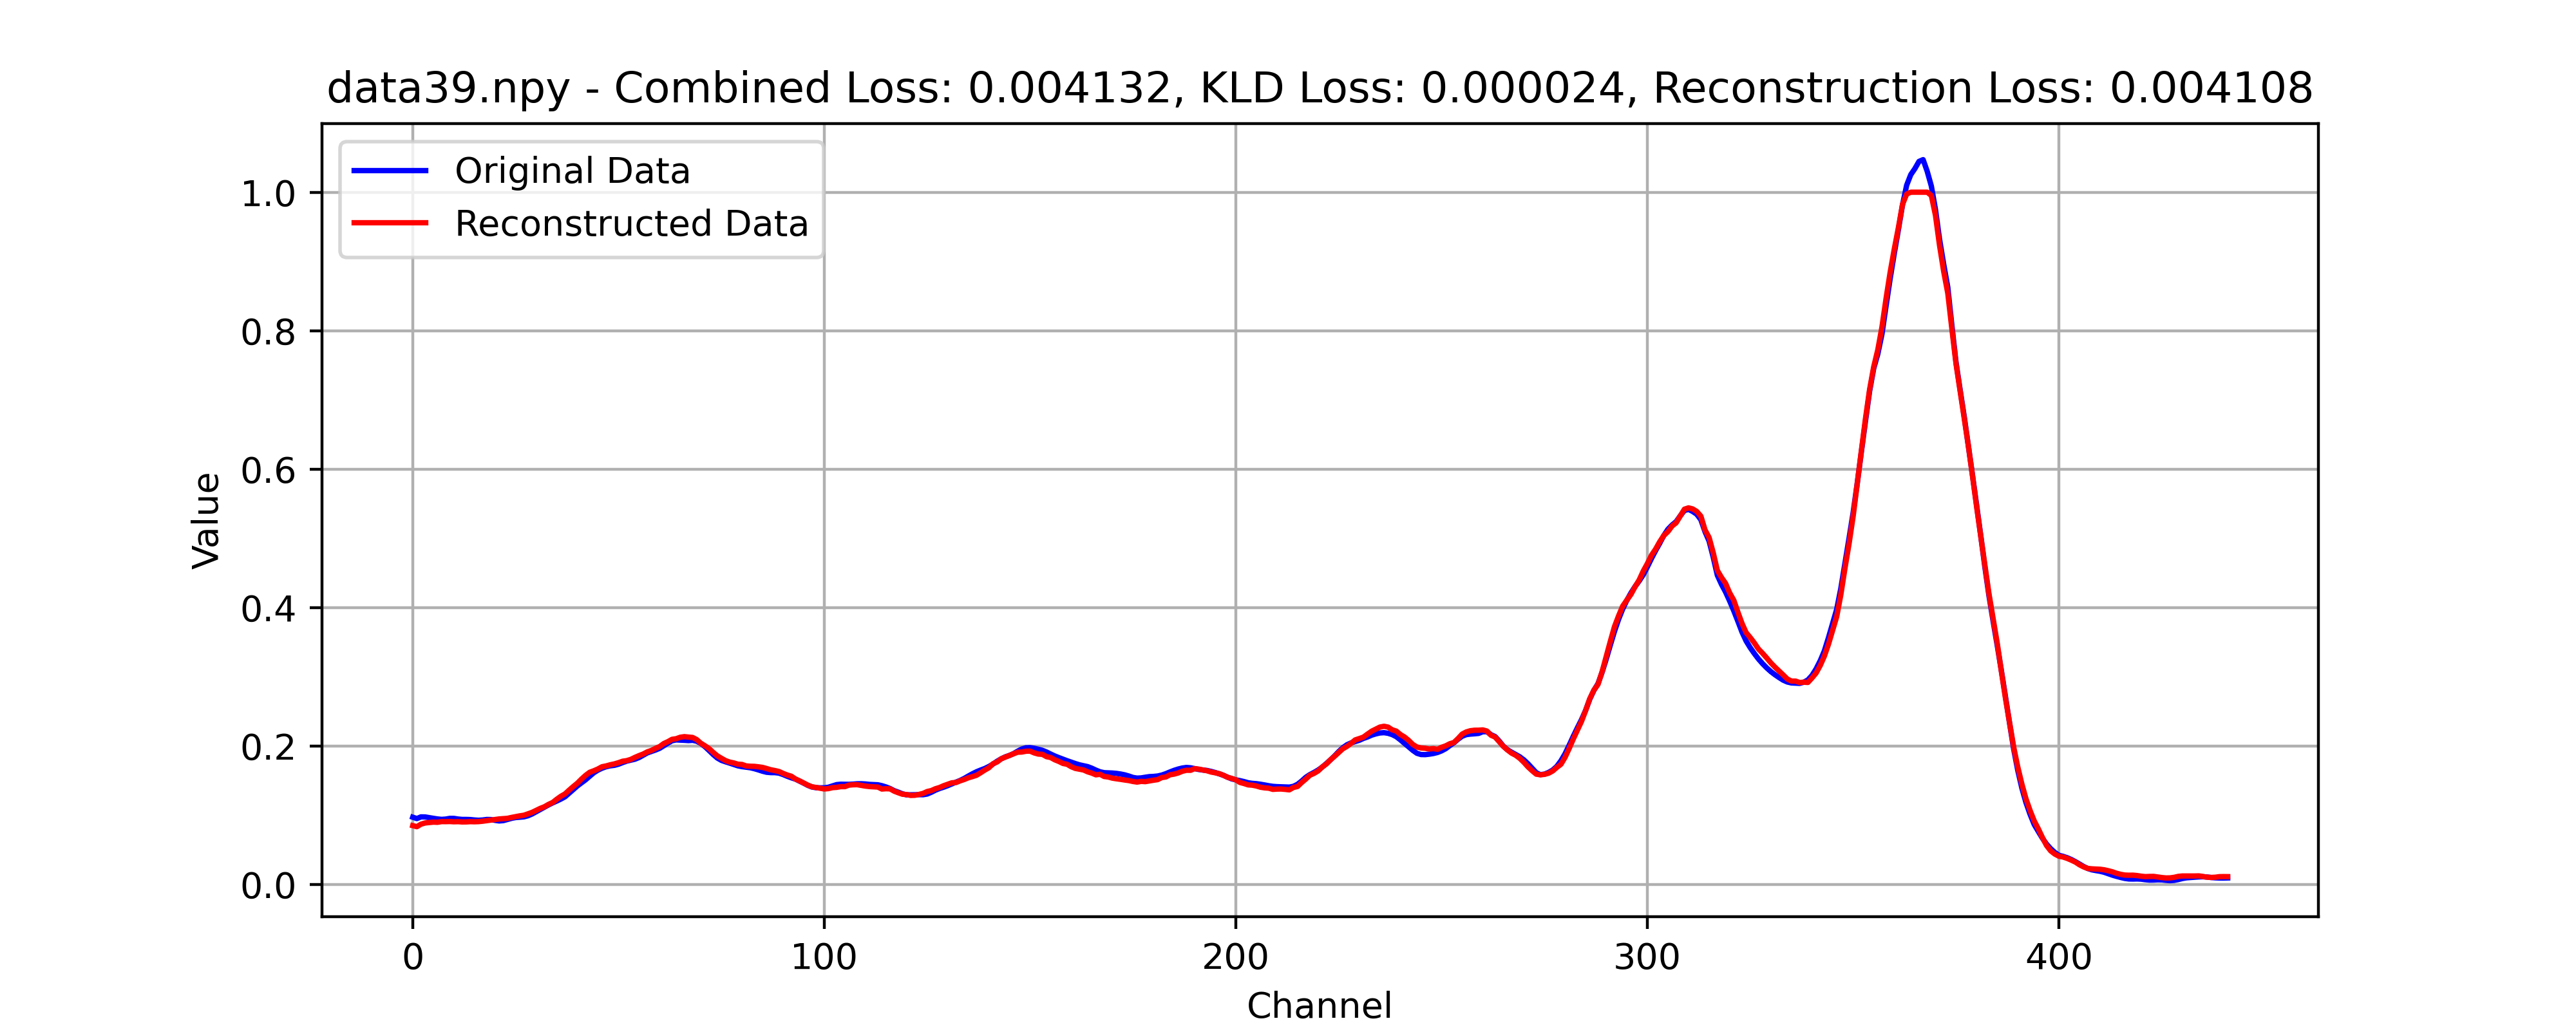 data39.npy - Combined Loss: 0.004132, KLD Loss: 0.000024, Reconstruction Loss: 0.004108
Original Data
Reconstructed Data
1.0
0.8
0.6
0.4
0.2
0.0
Value
0 100 200 300 400
Channel